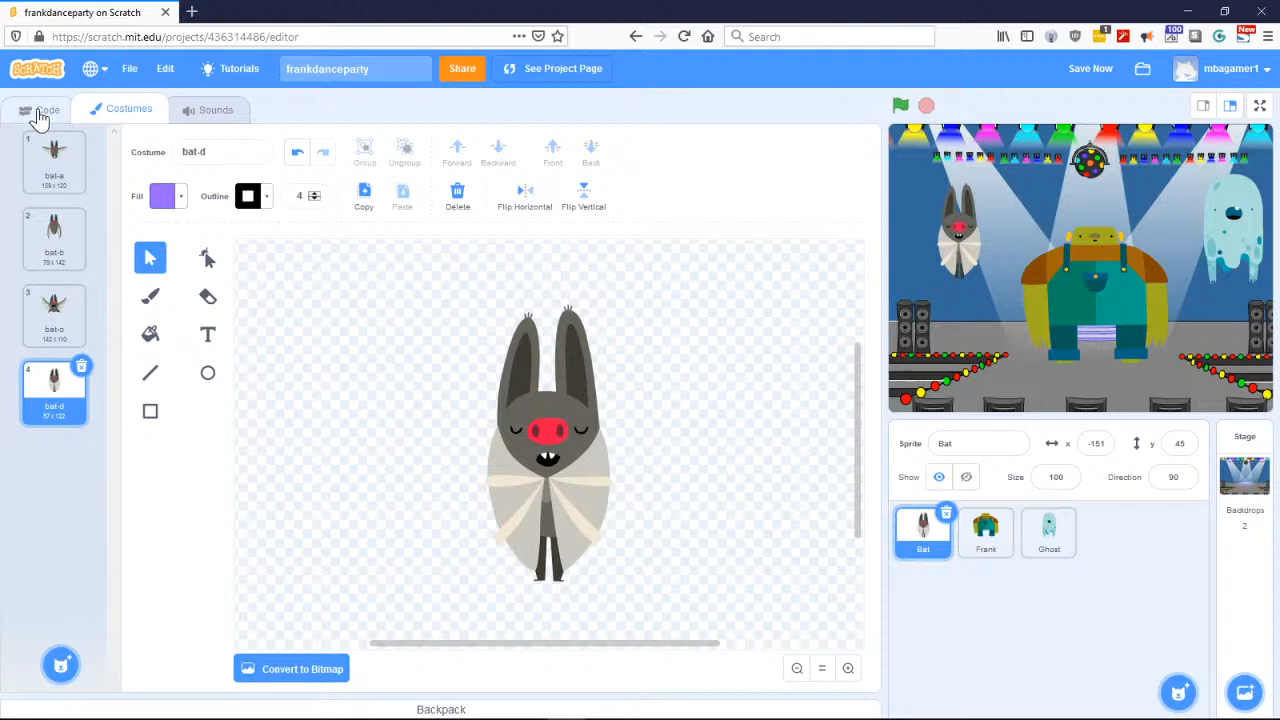 frankdanceparty on Scratch
https://scratch.mit.edu/projects/436314486/editor
Search
1
100
New
SCRATCH
File
Edit
Tutorials
frankdanceparty
Share
See Project Page
Save Now
mbagamer1
Code
Costumes
Sounds
1
bat-a
159 x 120
2
bat-b
79 x 142
3
bat-c
142 x 110
4
bat-d
57 x 122
Costume
bat-d
Group
Ungroup
Forward
Backward
Front
Back
Fill
Outline
4
Copy
Paste
Delete
Flip Horizontal
Flip Vertical
Convert to Bitmap
Backpack
Sprite
Bat
x
-151
y
45
Show
Size
100
Direction
90
Bat
Frank
Ghost
Stage
Backdrops
2